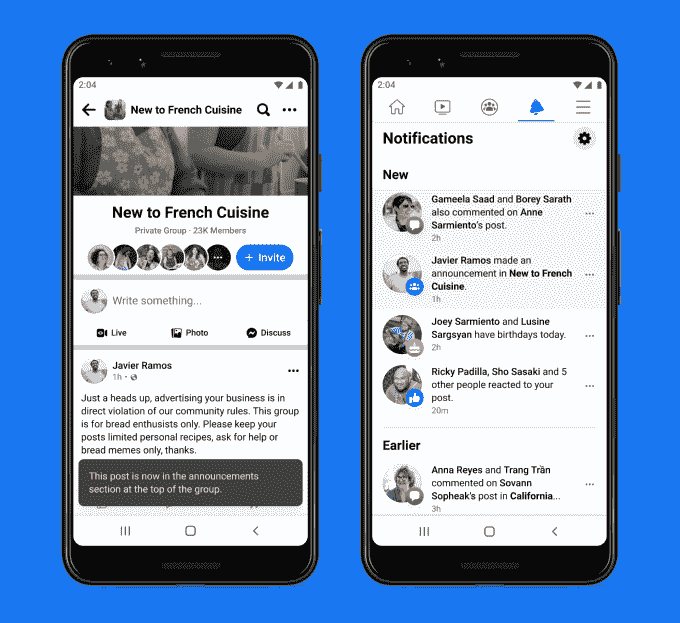 2:04
New to French Cuisine
New to French Cuisine
Private Group · 23K Members
+ Invite
Write something...
Live
Photo
Discuss
Javier Ramos
1h ·
Just a heads up, advertising your business is in
direct violation of our community rules. This group
is for bread enthusiasts only. Please keep your
posts limited personal recipes, ask for help or
bread memes only, thanks.
This post is now in the announcements
section at the top of the group.
2:04
Notifications
New
Gameela Saad and Borey Sarath
also commented on Anne
Sarmiento's post.
2h
Javier Ramos made an
announcement in New to French
Cuisine.
1h
Joey Sarmiento and Lusine
Sargsyan have birthdays today.
2h
Ricky Padilla, Sho Sasaki and 5
other people reacted to your
post.
20m
Earlier
Anna Reyes and Trang Trần
commented on Sovann
Sopheak's post in California...
3h